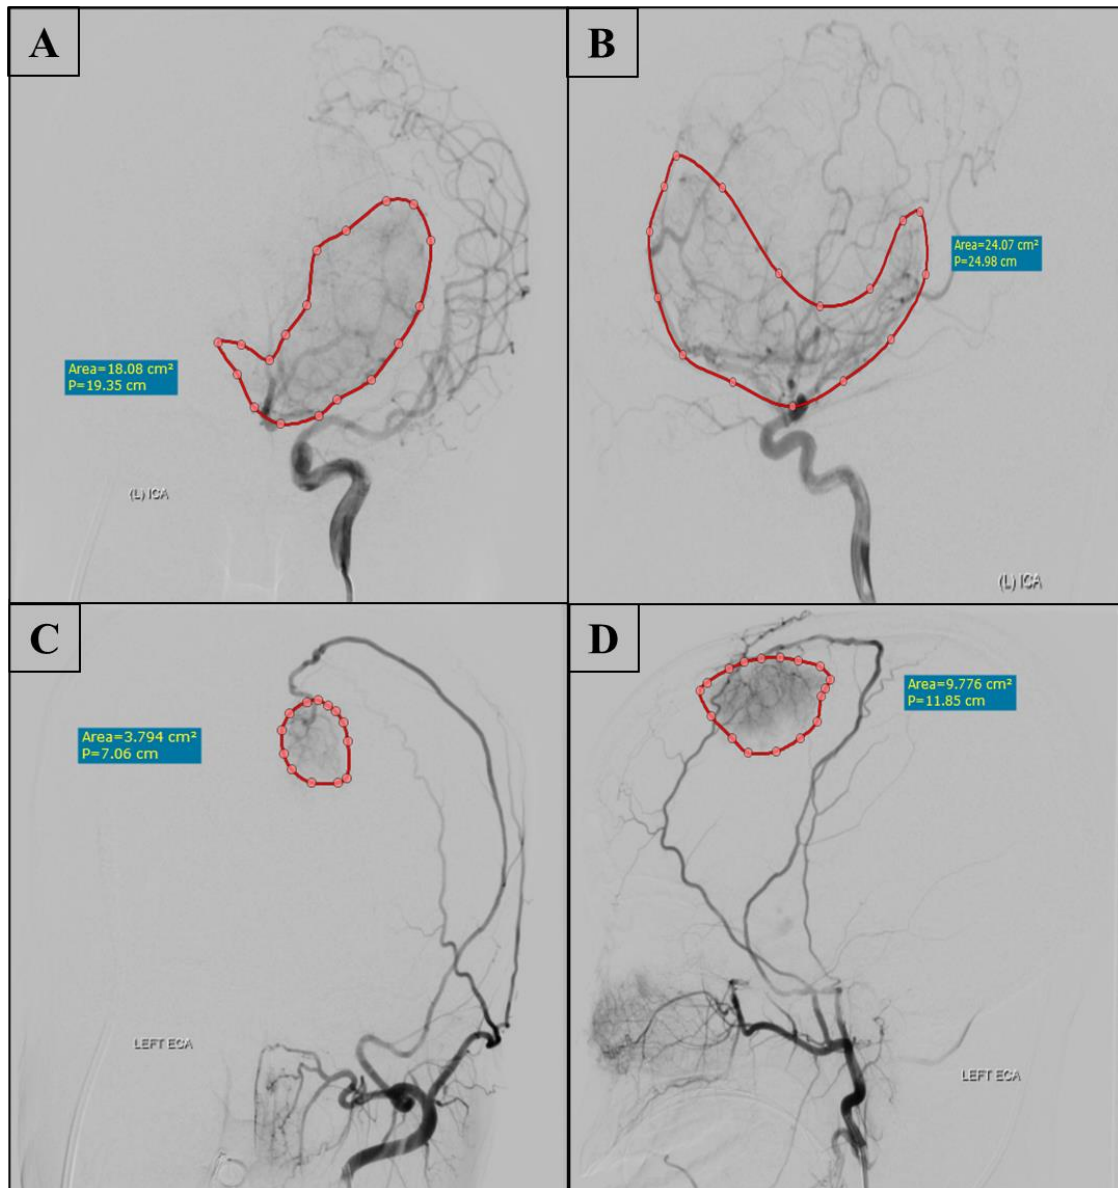 A
B
Area=24.07 cm²
P=24.98 cm
Area=18.08 cm²
P=19.35 cm
(L) ICA
(L) ICA
C
D
Area=9.776 cm²
P=11.85 cm
Area=3.794 cm²
P=7.06 cm
LEFT ECA
LEFT ECA